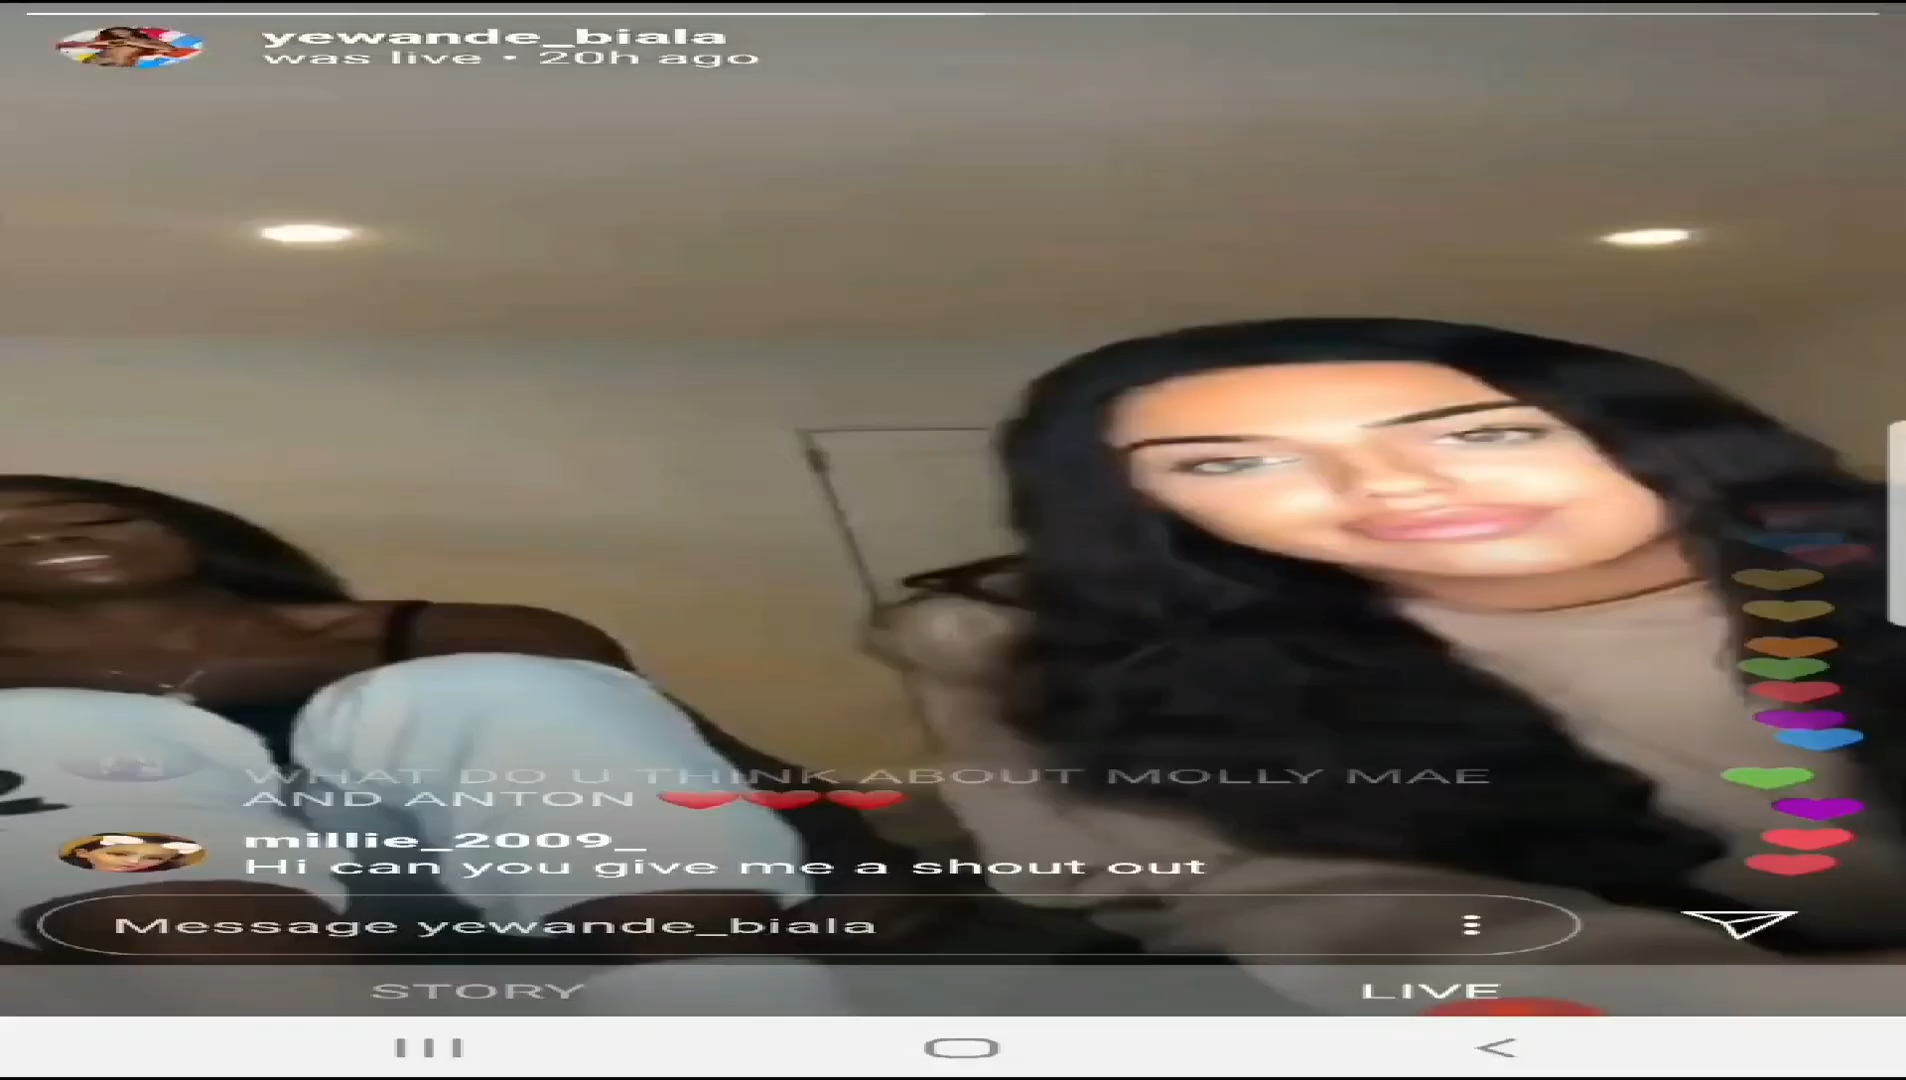 yewande_biala
was live • 20h ago
WHAT DO U THINK ABOUT MOLLY MAE
AND ANTON ❤️❤️❤️
millie_2009_
Hi can you give me a shout out
Message yewande_biala
STORY
LIVE